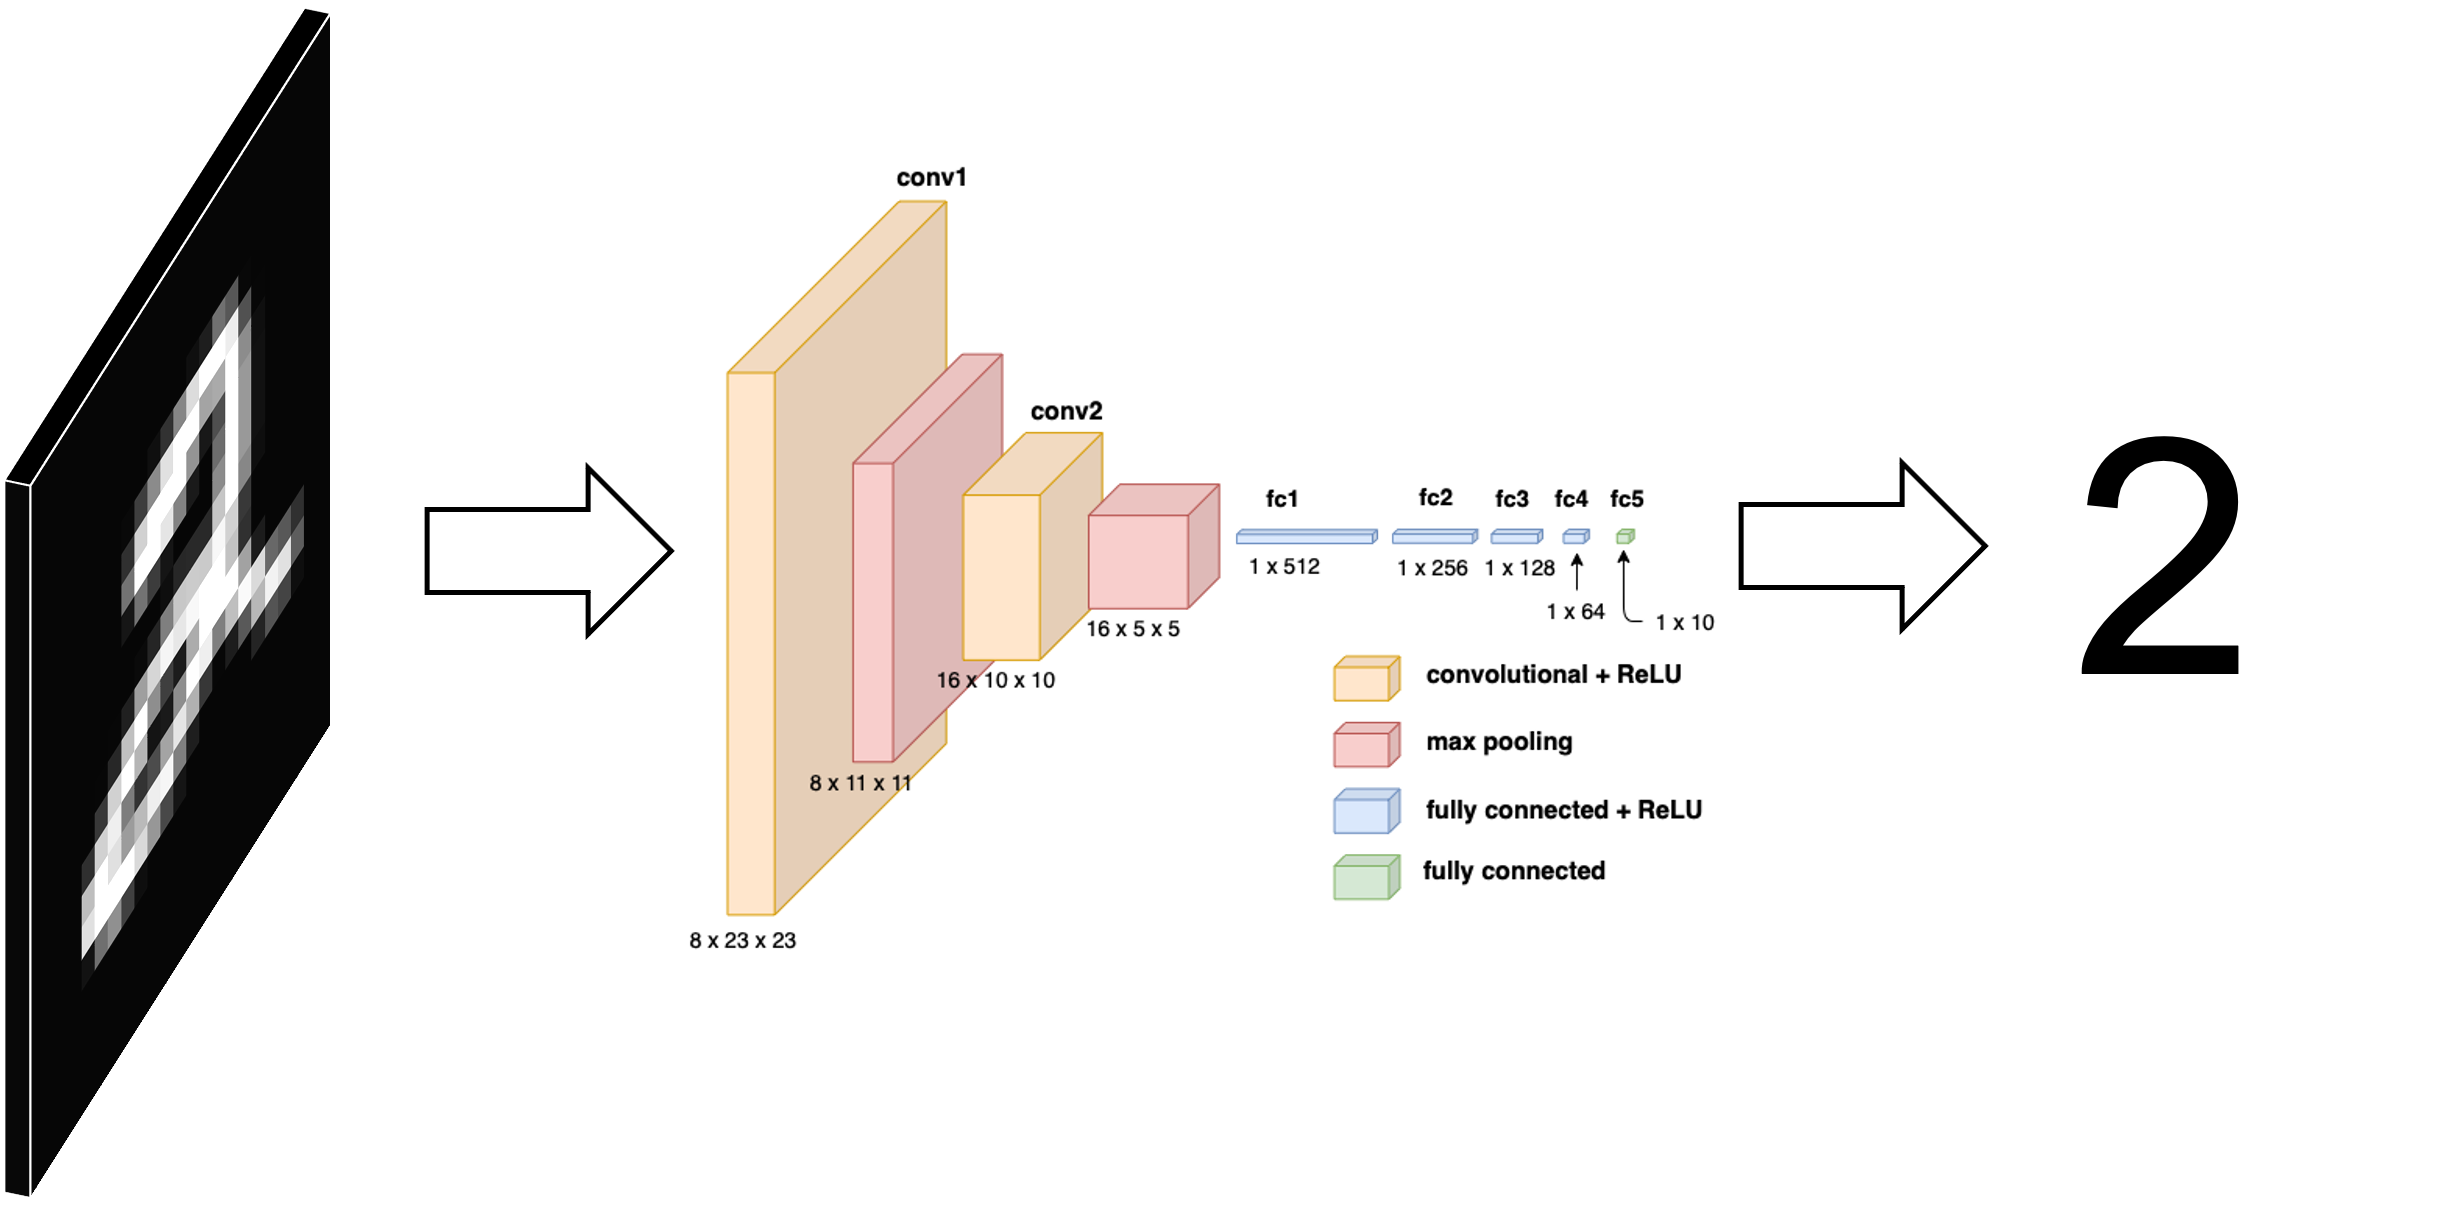 conv1
8 x 23 x 23
8 x 11 x 11
conv2
16 x 10 x 10
16 x 5 x 5
fc1
1 x 512
fc2
1 x 256
fc3
1 x 128
fc4
1 x 64
fc5
1 x 10
convolutional + ReLU
max pooling
fully connected + ReLU
fully connected
2
2